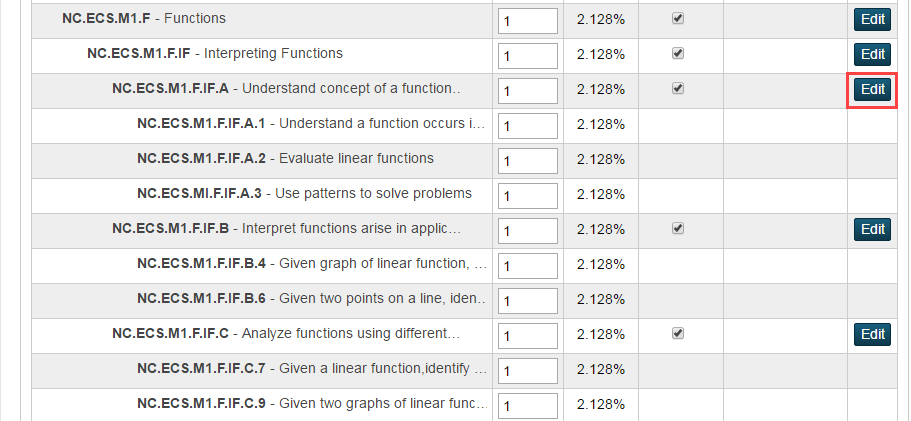 NC.ECS.M1.F - Functions 1 2.128% Edit
NC.ECS.M1.F.IF - Interpreting Functions 1 2.128% Edit
NC.ECS.M1.F.IF.A - Understand concept of a function.. 1 2.128% Edit
NC.ECS.M1.F.IF.A.1 - Understand a function occurs i... 1 2.128%
NC.ECS.M1.F.IF.A.2 - Evaluate linear functions 1 2.128%
NC.ECS.MI.F.IF.A.3 - Use patterns to solve problems 1 2.128%
NC.ECS.M1.F.IF.B - Interpret functions arise in applic... 1 2.128% Edit
NC.ECS.M1.F.IF.B.4 - Given graph of linear function, ... 1 2.128%
NC.ECS.M1.F.IF.B.6 - Given two points on a line, iden.. 1 2.128%
NC.ECS.M1.F.IF.C - Analyze functions using different... 1 2.128% Edit
NC.ECS.M1.F.IF.C.7 - Given a linear function,identify ... 1 2.128%
NC.ECS.M1.F.IF.C.9 - Given two graphs of linear func... 1 2.128%